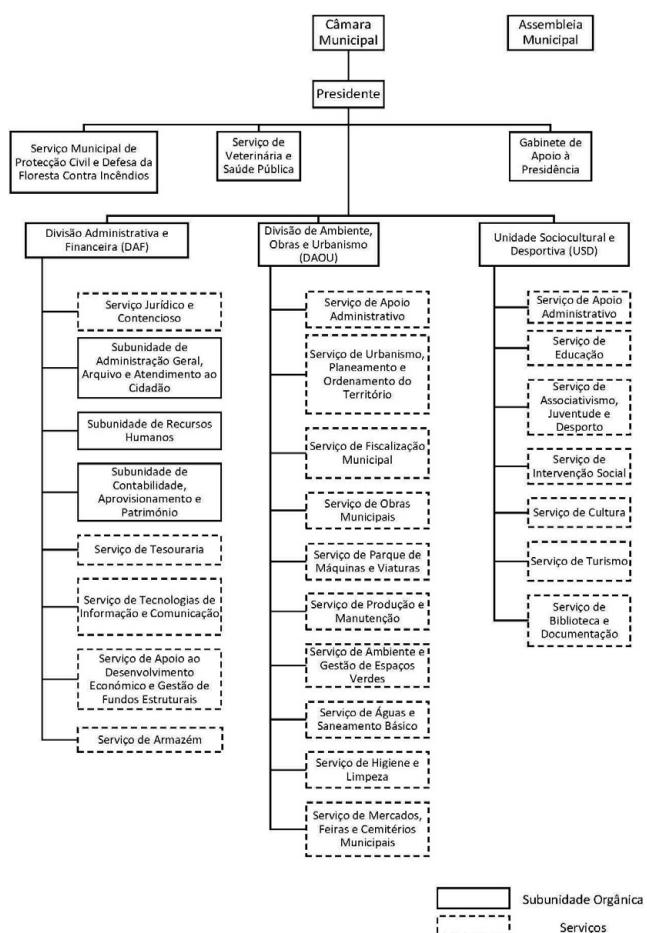 Câmara
Municipal
Assembleia
Municipal
Presidente
Serviço Municipal de
Protecção Civil e Defesa da
Floresta Contra Incêndios
Serviço de
Veterinária e
Saúde Pública
Gabinete de
Apoio à
Presidência
Divisão Administrativa e
Financeira (DAF)
Serviço Jurídico e
Contencioso
Subunidade de
Administração Geral,
Arquivo e Atendimento ao
Cidadão
Subunidade de Recursos
Humanos
Subunidade de
Contabilidade,
Aprovisionamento e
Património
Serviço de Tesouraria
Serviço de Tecnologias de
Informação e Comunicação
Serviço de Apoio ao
Desenvolvimento
Económico e Gestão de
Fundos Estruturais
Serviço de Armazém
Divisão de Ambiente,
Obras e Urbanismo
(DAOU)
Serviço de Apoio
Administrativo
Serviço de Urbanismo,
Planeamento e
Ordenamento do
Território
Serviço de Fiscalização
Municipal
Serviço de Obras
Municipais
Serviço de Parque de
Máquinas e Viaturas
Serviço de Produção e
Manutenção
Serviço de Ambiente e
Gestão de Espaços
Verdes
Serviço de Águas e
Saneamento Básico
Serviço de Higiene e
Limpeza
Serviço de Mercados,
Feiras e Cemitérios
Municipais
Unidade Sociocultural e
Desportiva (USD)
Serviço de Apoio
Administrativo
Serviço de
Educação
Serviço de
Associativismo,
Juventude e
Desporto
Serviço de
Intervenção Social
Serviço de Cultura
Serviço de Turismo
Serviço de
Biblioteca e
Documentação
Subunidade Orgânica
Serviços